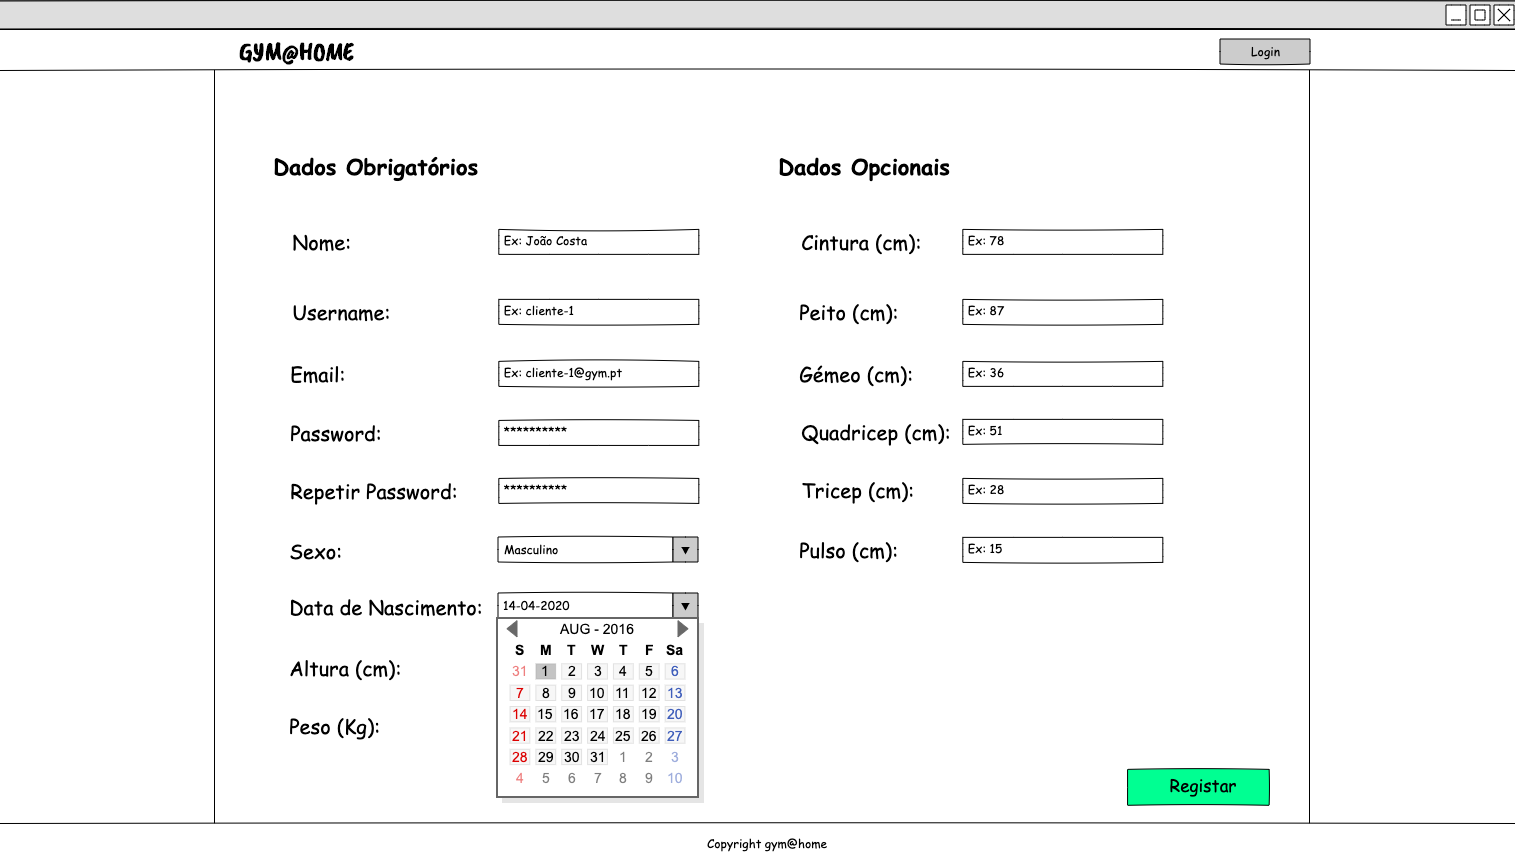 GYM@HOME
Login
Dados Obrigatórios
Nome: Ex: João Costa
Username: Ex: cliente-1
Email: Ex: cliente-1@gym.pt
Password: **********
Repetir Password: **********
Sexo: Masculino
Data de Nascimento: 14-04-2020
AUG - 2016
S M T W T F Sa
31 1 2 3 4 5 6
7 8 9 10 11 12 13
14 15 16 17 18 19 20
21 22 23 24 25 26 27
28 29 30 31 1 2 3
4 5 6 7 8 9 10
Altura (cm):
Peso (Kg):
Dados Opcionais
Cintura (cm): Ex: 78
Peito (cm): Ex: 87
Gémeo (cm): Ex: 36
Quadricep (cm): Ex: 51
Tricep (cm): Ex: 28
Pulso (cm): Ex: 15
Registar
Copyright gym@home